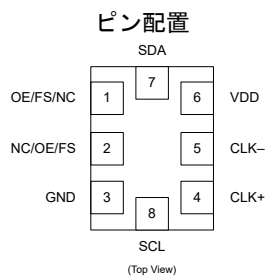 ピン配置
SDA
7
OE/FS/NC 1 6 VDD
NC/OE/FS 2 5 CLK–
GND 3 4 CLK+
8
SCL
(Top View)